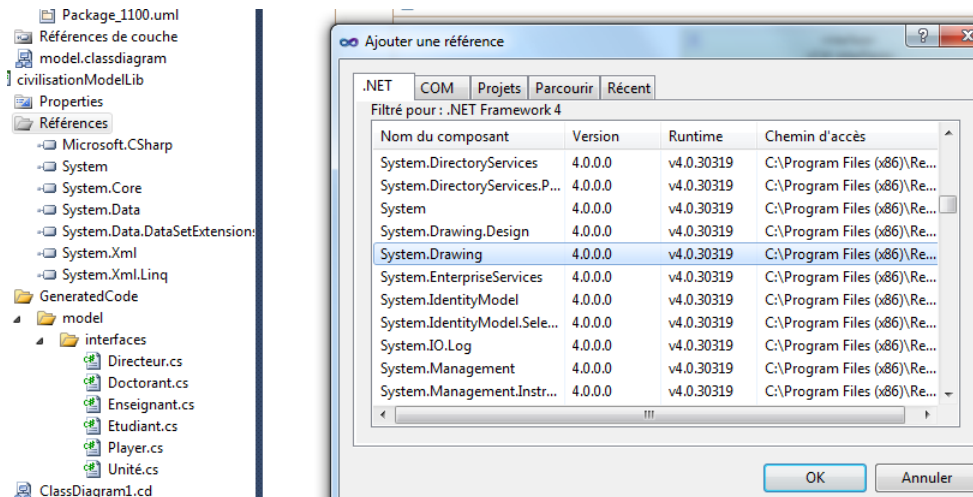 Package_1100.uml
Références de couche
model.classdiagram
civilisationModelLib
Properties
Références
Microsoft.CSharp
System
System.Core
System.Data
System.Data.DataSetExtensions
System.Xml
System.Xml.Linq
GeneratedCode
model
interfaces
Directeur.cs
Doctorant.cs
Enseignant.cs
Etudiant.cs
Player.cs
Unité.cs
ClassDiagram1.cd
Ajouter une référence
.NET COM Projets Parcourir Récent
Filtré pour : .NET Framework 4
Nom du composant Version Runtime Chemin d'accès
System.DirectoryServices 4.0.0.0 v4.0.30319 C:\Program Files (x86)\Re...
System.DirectoryServices.P... 4.0.0.0 v4.0.30319 C:\Program Files (x86)\Re...
System 4.0.0.0 v4.0.30319 C:\Program Files (x86)\Re...
System.Drawing.Design 4.0.0.0 v4.0.30319 C:\Program Files (x86)\Re...
System.Drawing 4.0.0.0 v4.0.30319 C:\Program Files (x86)\Re...
System.EnterpriseServices 4.0.0.0 v4.0.30319 C:\Program Files (x86)\Re...
System.IdentityModel 4.0.0.0 v4.0.30319 C:\Program Files (x86)\Re...
System.IdentityModel.Sele... 4.0.0.0 v4.0.30319 C:\Program Files (x86)\Re...
System.IO.Log 4.0.0.0 v4.0.30319 C:\Program Files (x86)\Re...
System.Management 4.0.0.0 v4.0.30319 C:\Program Files (x86)\Re...
System.Management.Instr... 4.0.0.0 v4.0.30319 C:\Program Files (x86)\Re...
OK Annuler